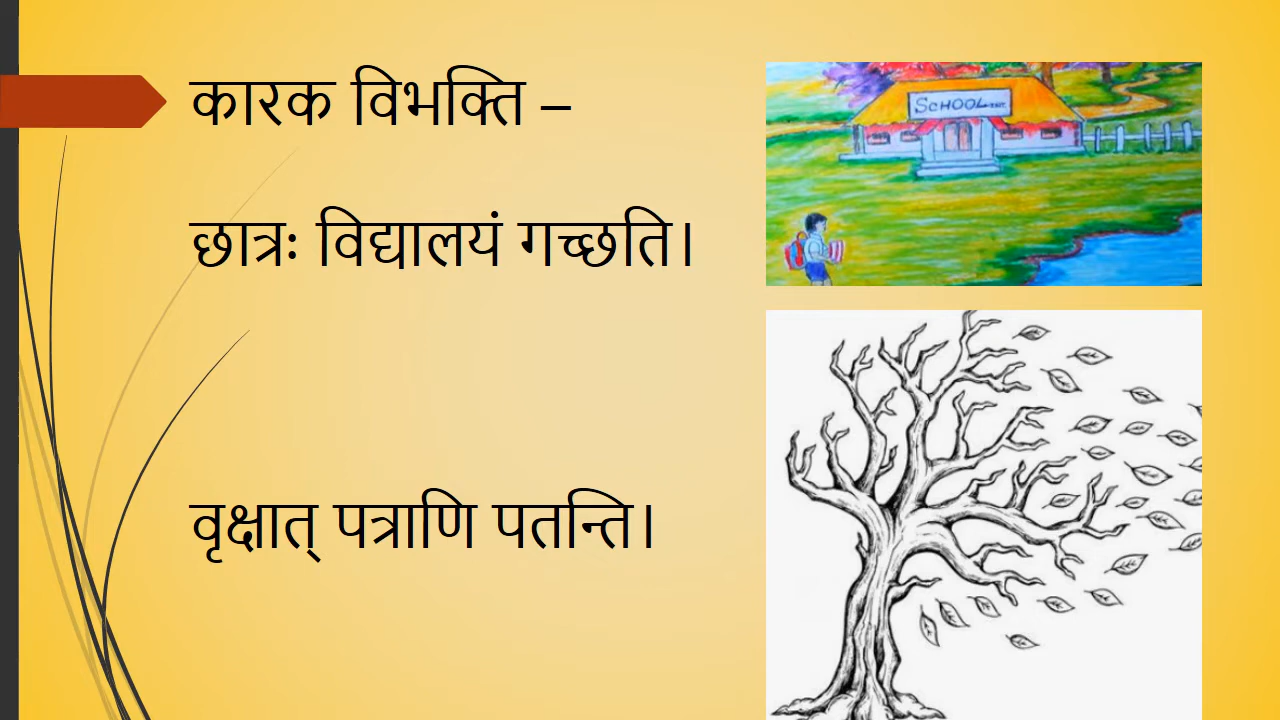 कारक विभक्ति –
छात्रः विद्यालयं गच्छति।
वृक्षात् पत्राणि पतन्ति।
SCHOOL